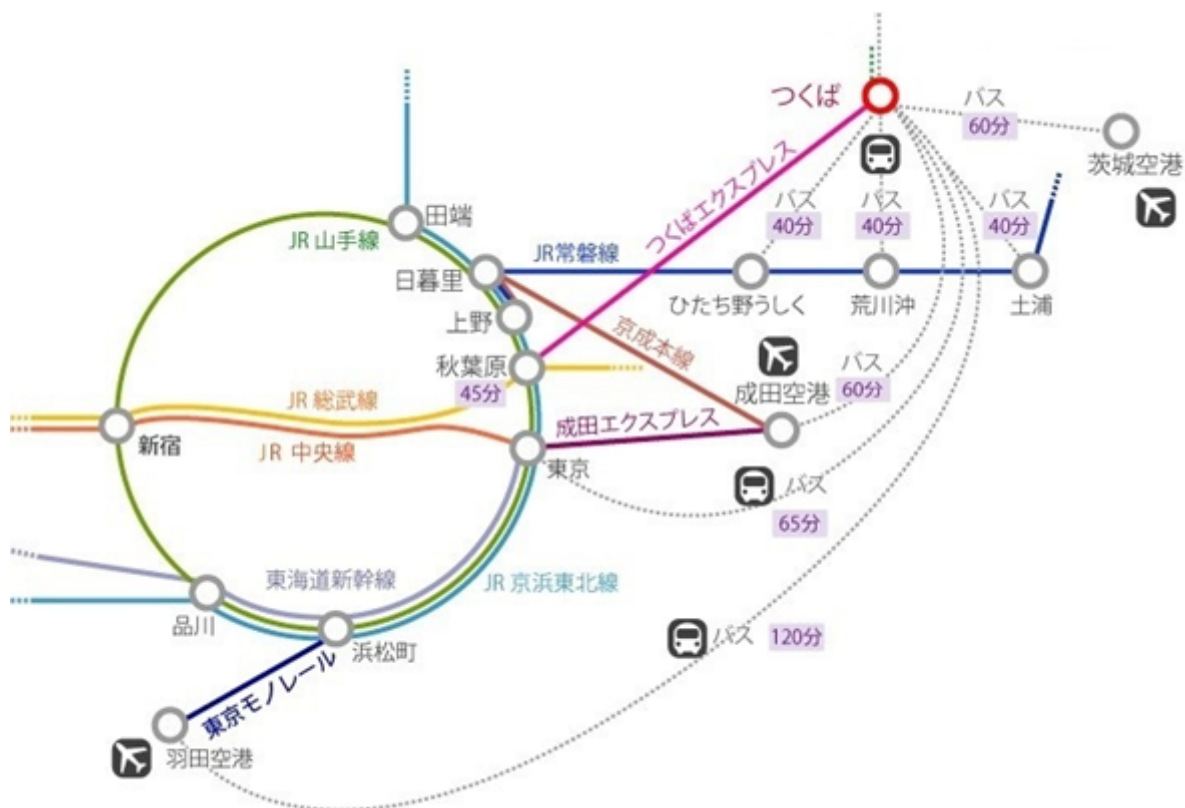 つくば
バス
60分
茨城空港
つくばエクスプレス
田端
JR 山手線
バス
40分
バス
40分
バス
40分
日暮里
JR常磐線
ひたち野うしく
荒川沖
土浦
上野
京成本線
秋葉原
45分
バス
60分
成田空港
JR 総武線
成田エクスプレス
新宿
JR 中央線
東京
バス
65分
東海道新幹線
JR 京浜東北線
品川
浜松町
バス
120分
東京モノレール
羽田空港